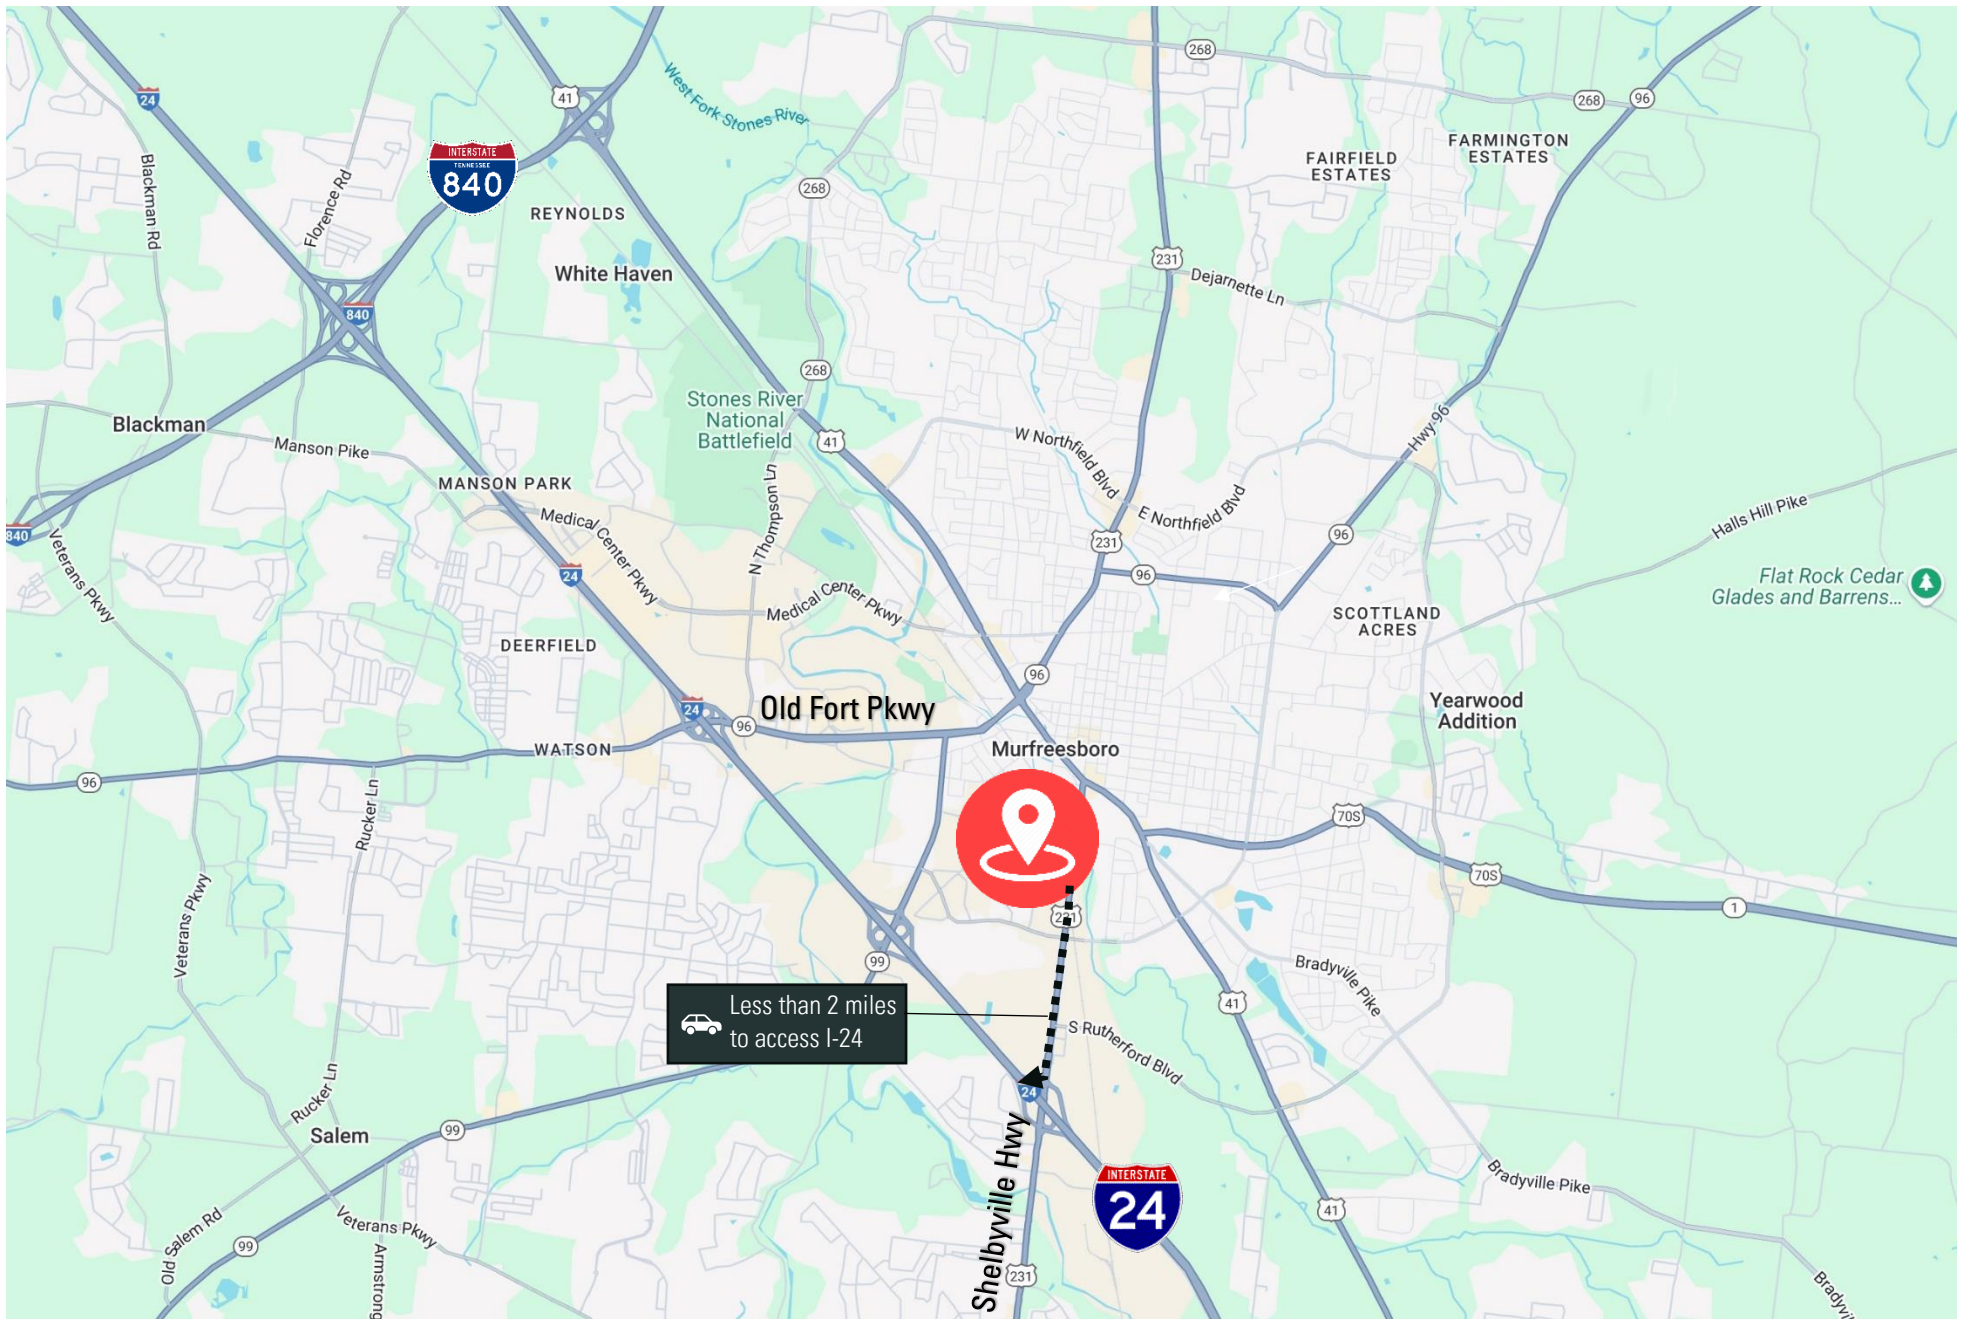 268
41
24
West Fork Stones River
268
96
FARMINGTON
ESTATES
INTERSTATE
TENNESSEE
840
FAIRFIELD
ESTATES
Blackman Rd
Florence Rd
268
REYNOLDS
White Haven
231
Dejarnette Ln
840
268
Stones River
National
Battlefield
Blackman
41
W Northfield Blvd
Hwy 96
Manson Pike
MANSON PARK
Medical Center Pkwy
N Thompson Ln
E Northfield Blvd
Halls Hill Pike
840
Veterans Pkwy
231
96
24
96
Flat Rock Cedar
Glades and Barrens...
Medical Center Pkwy
SCOTTLAND
ACRES
DEERFIELD
96
24
Old Fort Pkwy
Yearwood
Addition
96
WATSON
Murfreesboro
96
Rucker Ln
70S
70S
Veterans Pkwy
1
231
99
Bradyville Pike
41
Less than 2 miles
to access I-24
S Rutherford Blvd
24
Rucker Ln
Salem
99
Shelbyville Hwy
INTERSTATE
24
Bradyville Pike
41
Old Salem Rd
Veterans Pkwy
99
Armstrong
231
Bradyvi